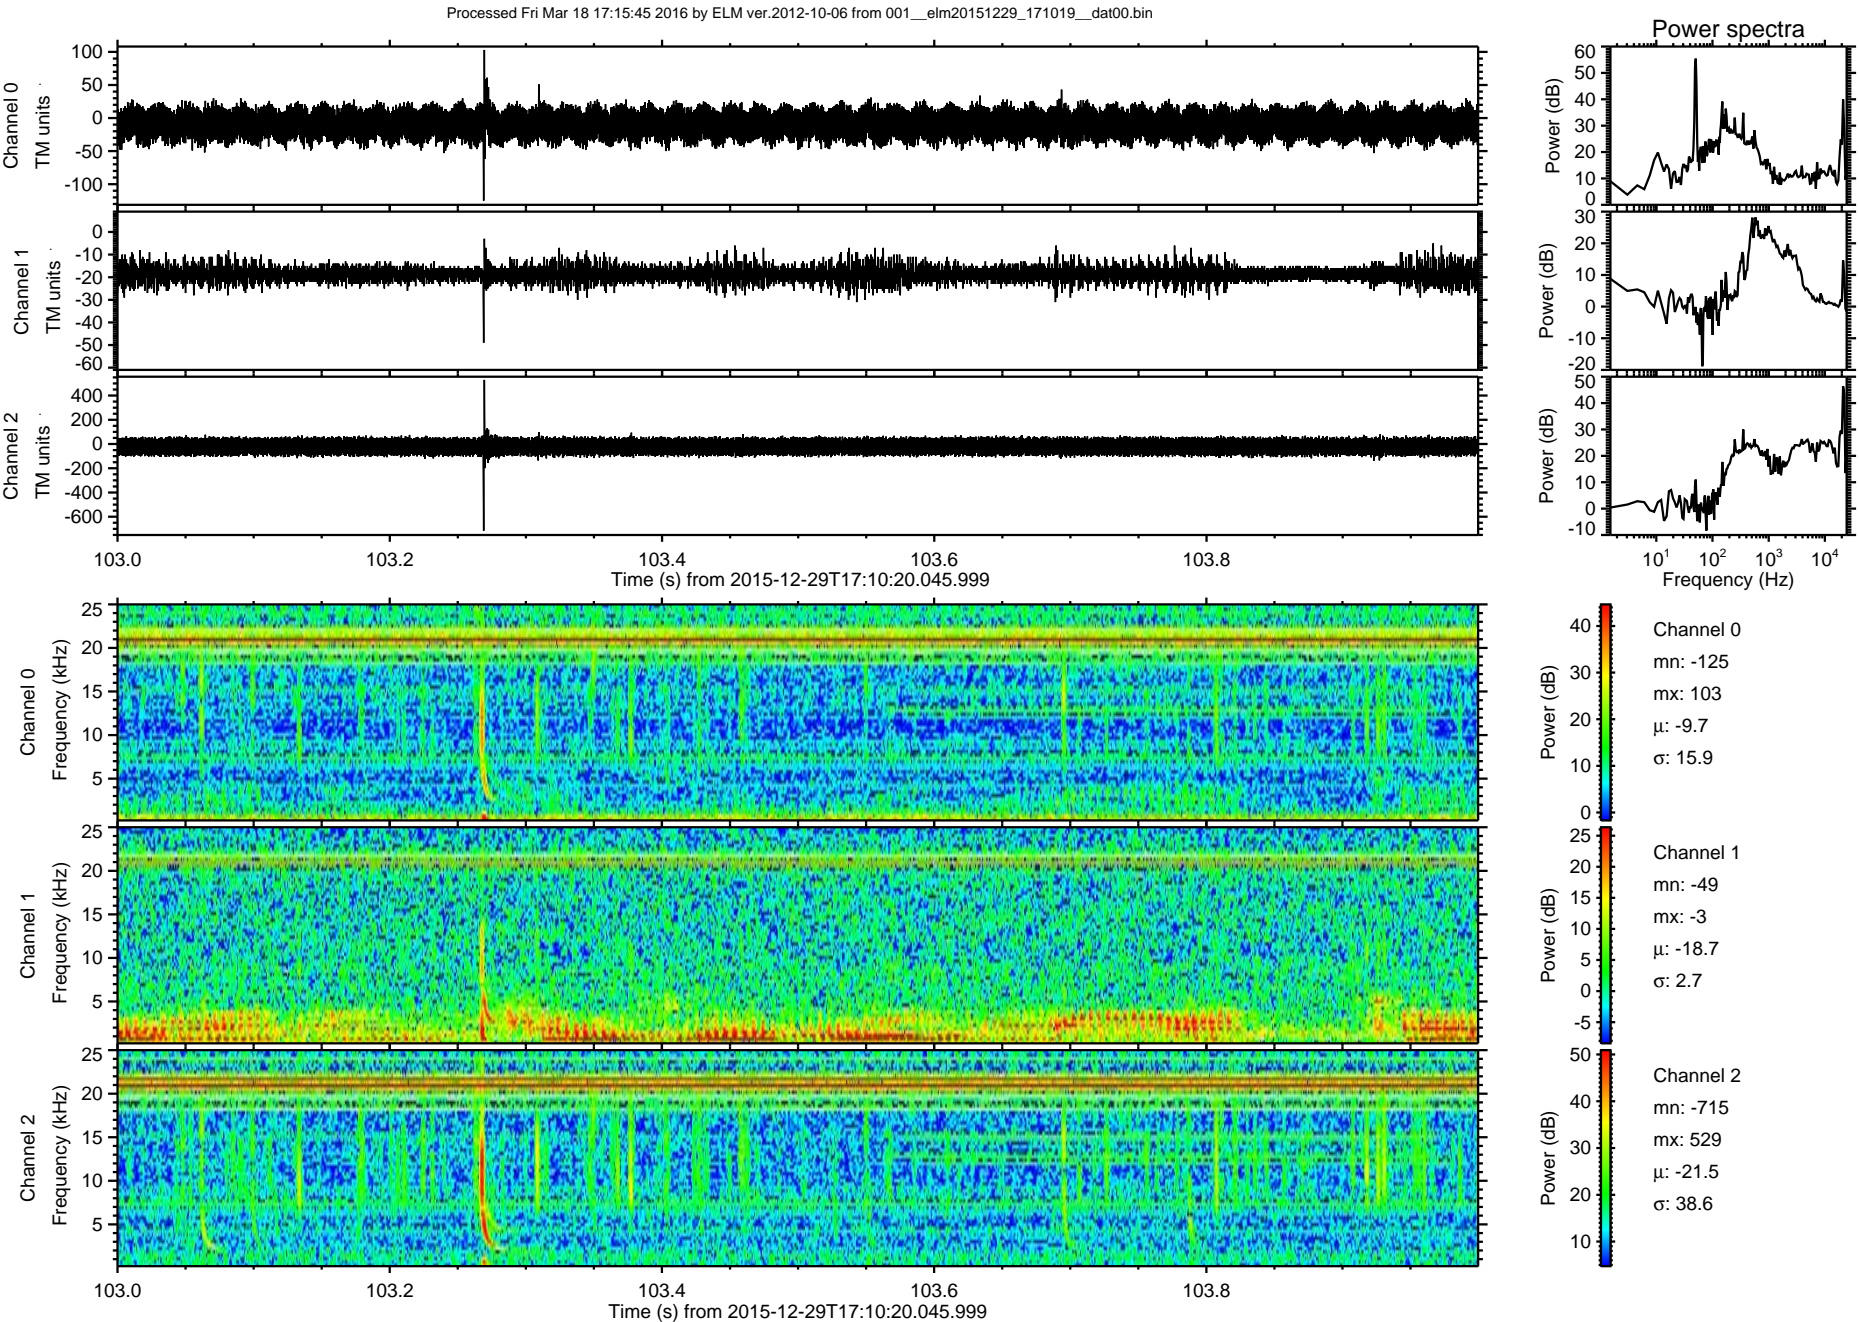 Processed Fri Mar 18 17:15:45 2016 by ELM ver.2012-10-06 from 001__elm20151229_171019__dat00.bin
Power spectra
Channel 0
TM units
100
50
0
-50
-100
Power (dB)
60
50
40
30
20
10
0
Channel 1
TM units
0
-10
-20
-30
-40
-50
-60
Power (dB)
30
20
10
0
-10
-20
Channel 2
TM units
400
200
0
-200
-400
-600
Power (dB)
50
40
30
20
10
0
-10
103.0 103.2 103.4 103.6 103.8
Time (s) from 2015-12-29T17:10:20.045.999
10¹ 10² 10³ 10⁴
Frequency (Hz)
Channel 0
Frequency (kHz)
25
20
15
10
5
Power (dB)
40
30
20
10
0
Channel 0
mn: -125
mx: 103
μ: -9.7
σ: 15.9
Channel 1
Frequency (kHz)
25
20
15
10
5
Power (dB)
25
20
15
10
5
0
-5
Channel 1
mn: -49
mx: -3
μ: -18.7
σ: 2.7
Channel 2
Frequency (kHz)
25
20
15
10
5
Power (dB)
50
40
30
20
10
Channel 2
mn: -715
mx: 529
μ: -21.5
σ: 38.6
103.0 103.2 103.4 103.6 103.8
Time (s) from 2015-12-29T17:10:20.045.999